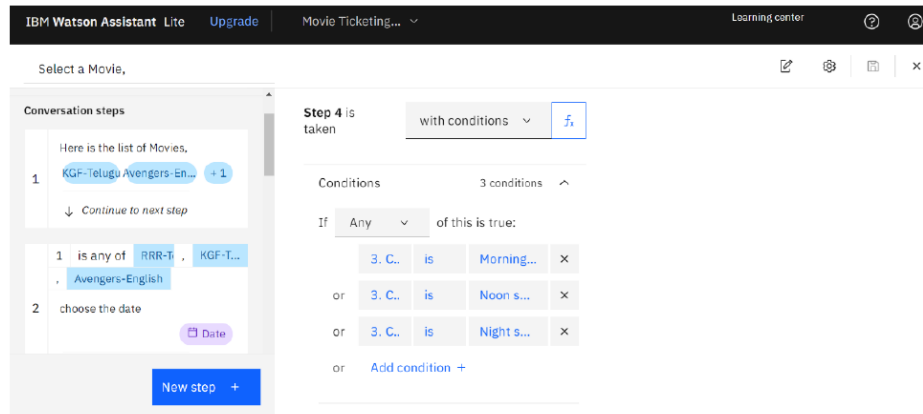 IBM Watson Assistant Lite Upgrade Movie Ticketing... Learning center
Select a Movie,
Conversation steps
1
Here is the list of Movies,
KGF-Telugu Avengers-En... + 1
Continue to next step
2
1 is any of RRR-Te , KGF-T...
, Avengers-English
choose the date
Date
New step +
Step 4 is
taken
with conditions
fx
Conditions 3 conditions
If Any of this is true:
3. C.. is Morning... ×
or 3. C.. is Noon s... ×
or 3. C.. is Night s... ×
or Add condition +